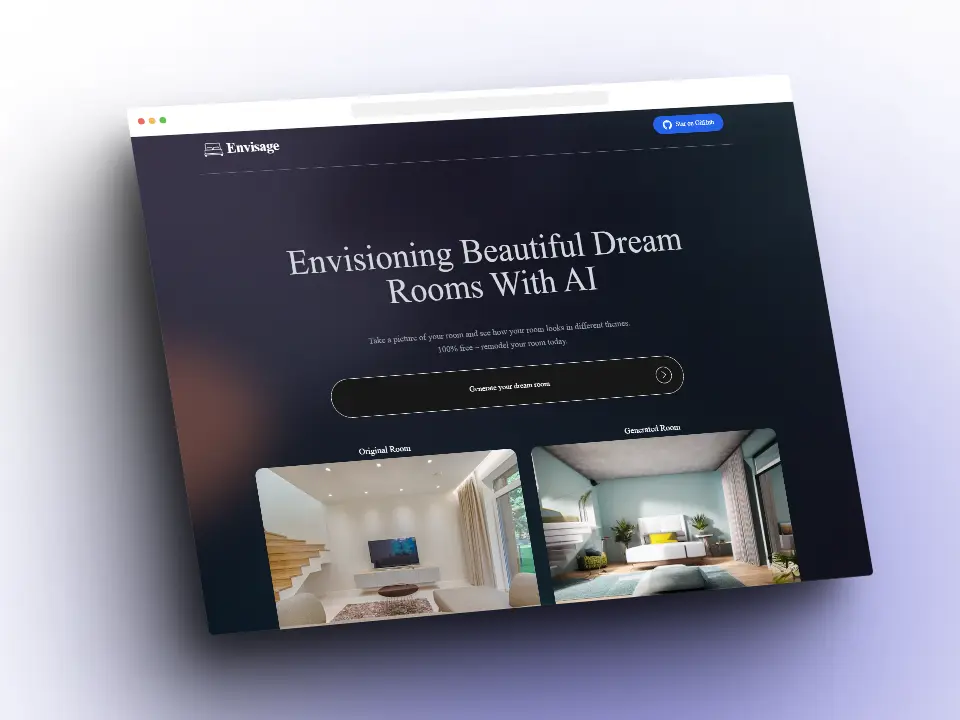 Envisage
Star on GitHub
Envisioning Beautiful Dream
Rooms With AI
Take a picture of your room and see how your room looks in different themes.
100% free – remodel your room today.
Generate your dream room
Original Room
Generated Room